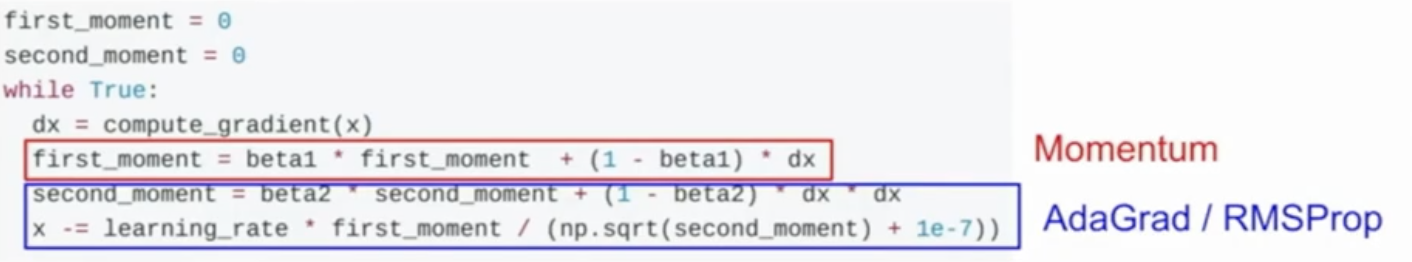 first_moment = 0
second_moment = 0
while True:
dx = compute_gradient(x)
first_moment = beta1 * first_moment + (1 - beta1) * dx
Momentum
second_moment = beta2 * second_moment + (1 - beta2) * dx * dx
x -= learning_rate * first_moment / (np.sqrt(second_moment) + 1e-7))
AdaGrad / RMSProp